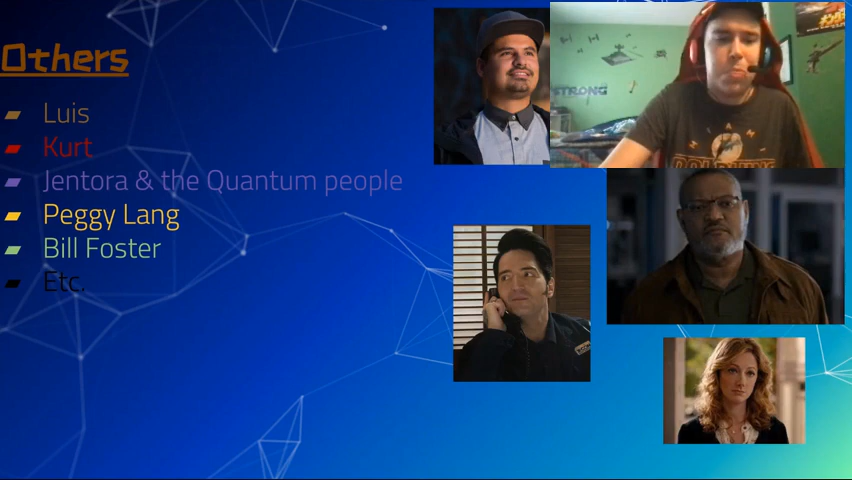 Others
Luis
Kurt
Jentora & the Quantum people
Peggy Lang
Bill Foster
Etc.
STRONG